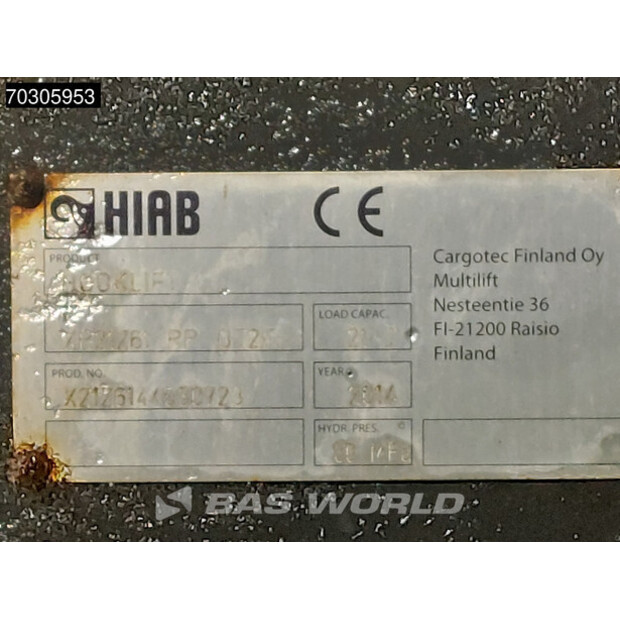 70305953
HIAB CE
PRODUCT
HOOKLIFT
LOAD CAPAC.
PROD. NO.
YEAR
2014
HYDR. PRES.
Cargotec Finland Oy
Multilift
Nesteentie 36
FI-21200 Raisio
Finland
BAS WORLD